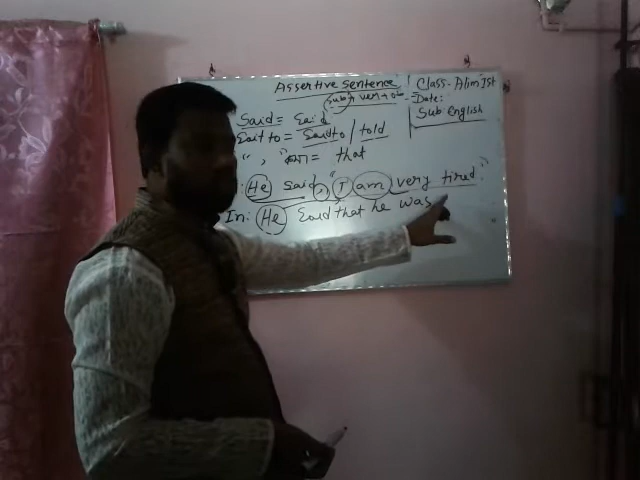 Assertive sentence
Class- Alim Ist
Date:
Sub: English
Said = Said
Said to = Said to / told
" , " = that
: He said, "I am very tired."
In: He Said that he was